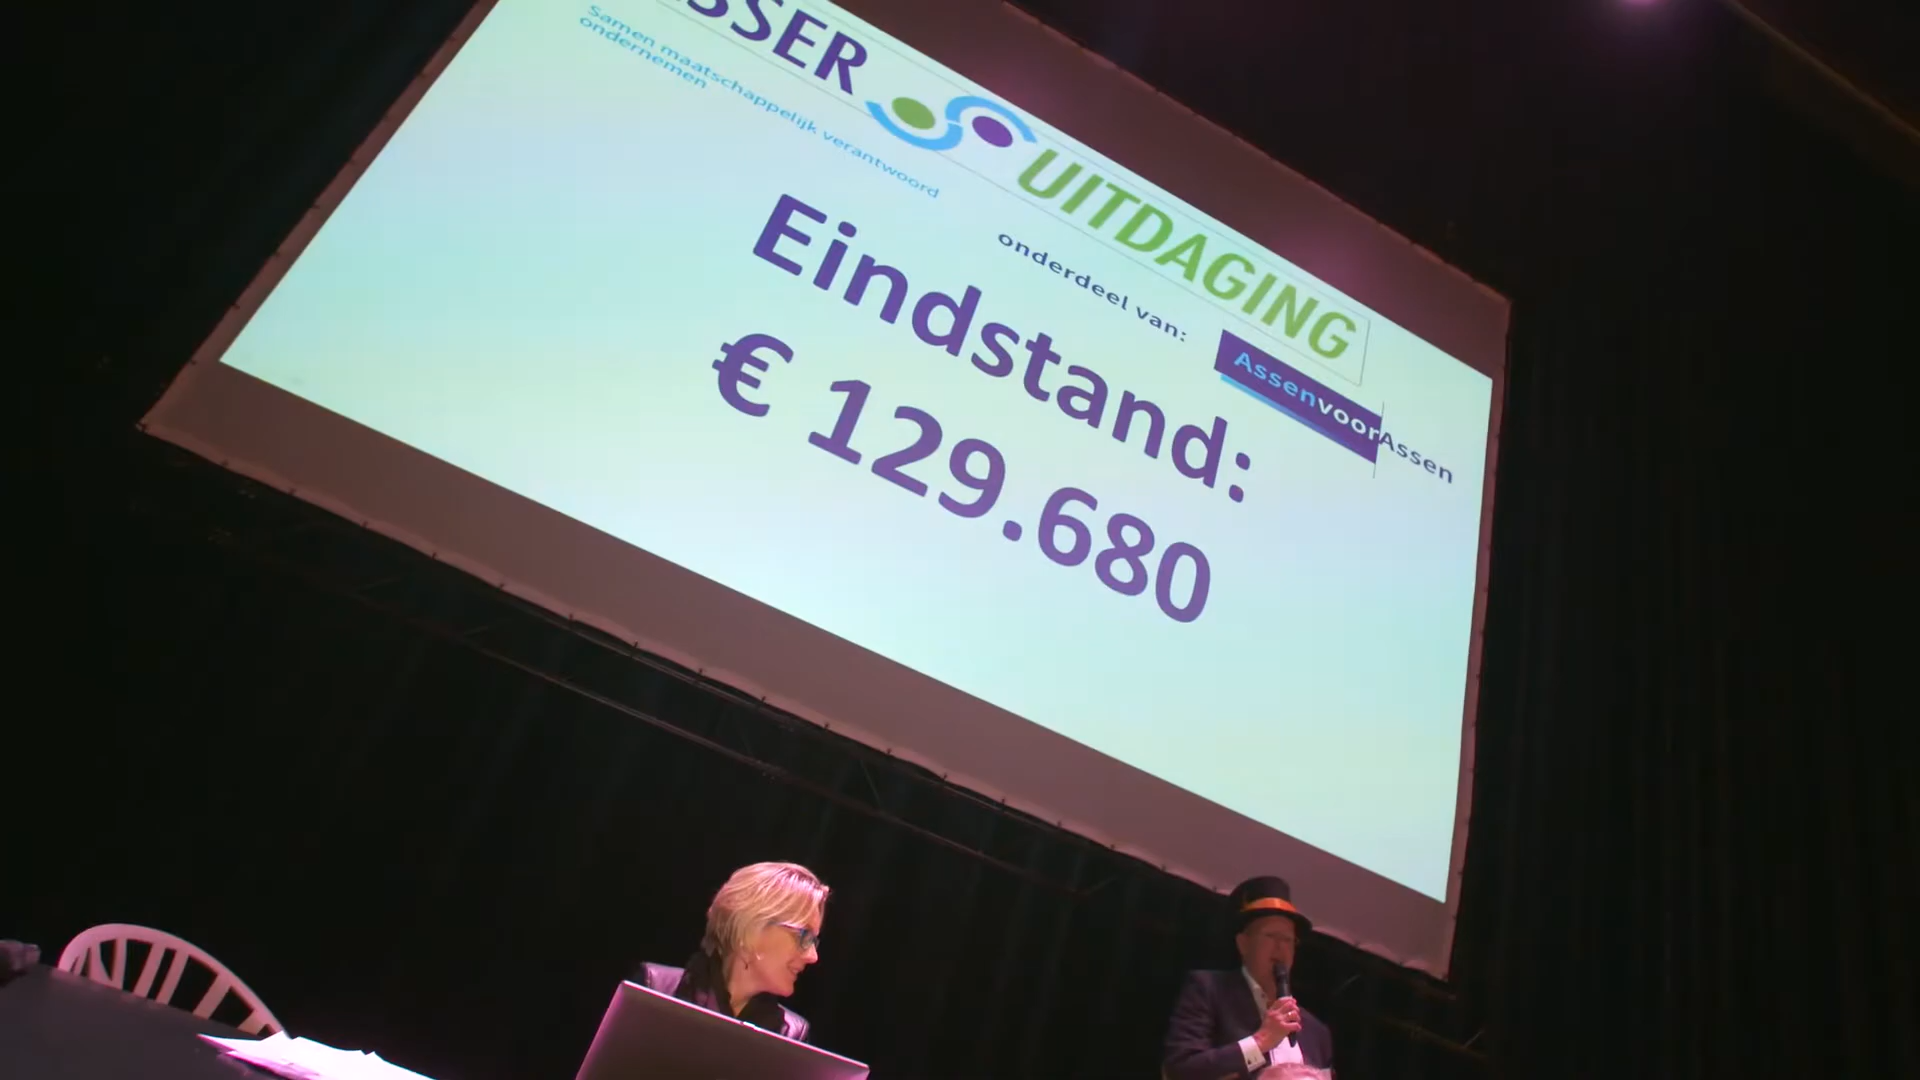 SSER
UITDAGING
Samen maatschappelijk verantwoord
ondernemen
onderdeel van:
AssenvoorAssen
Eindstand:
€ 129.680